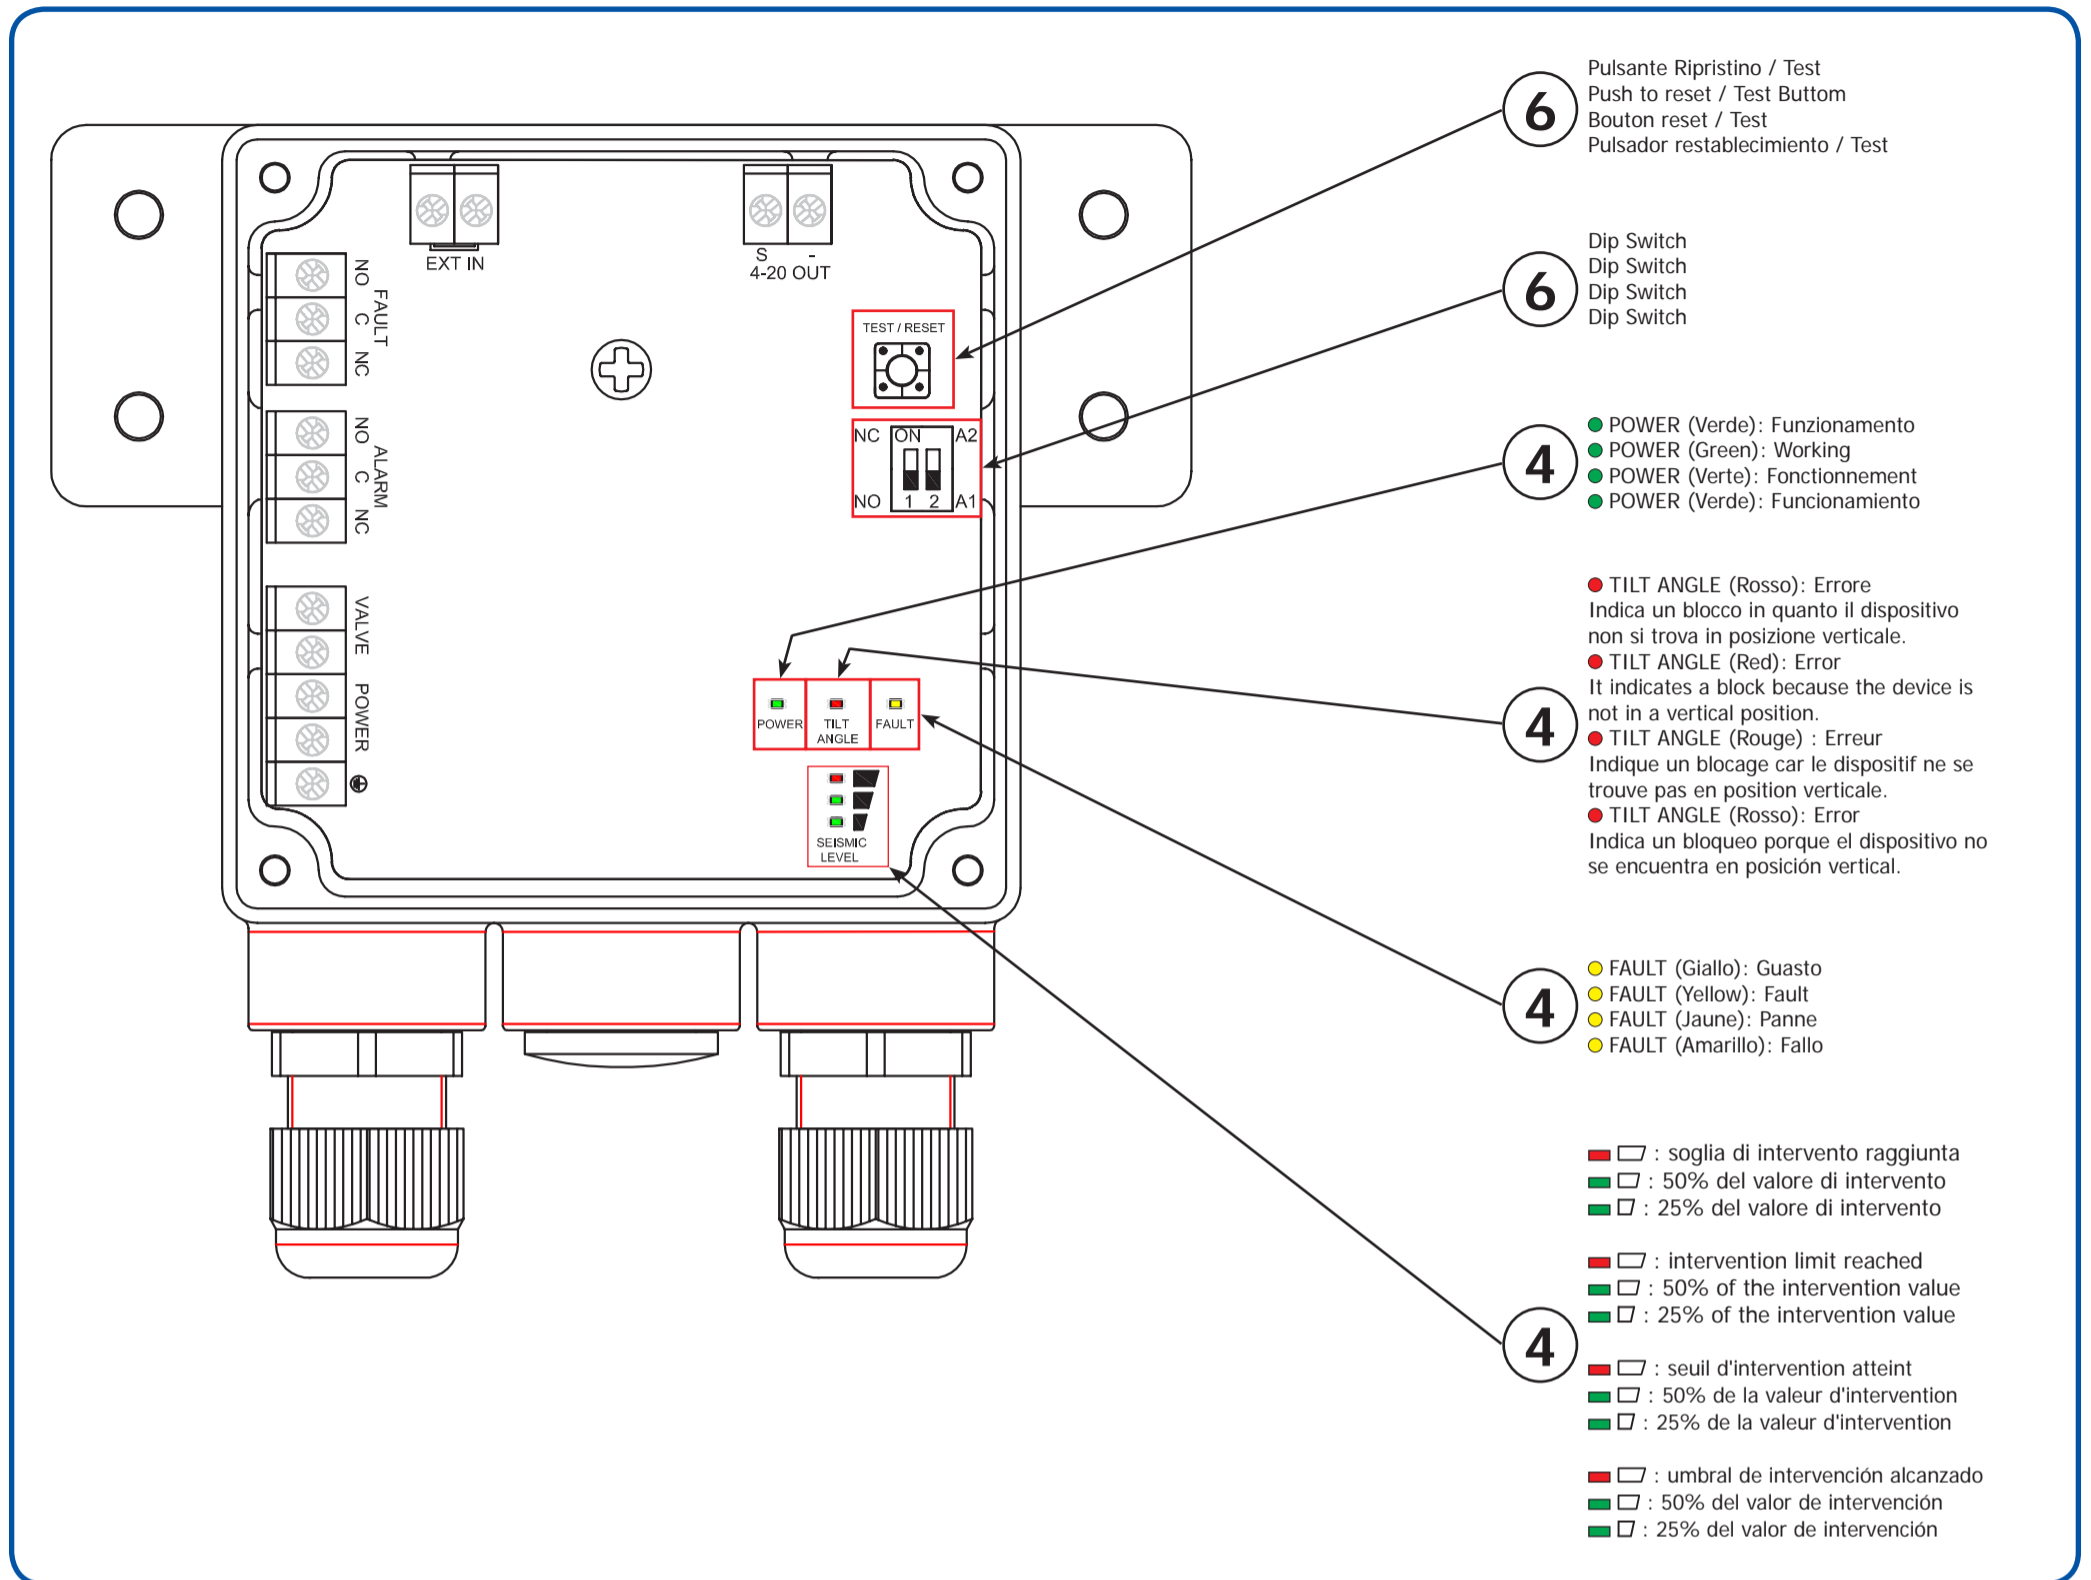 EXT IN
S -
4-20 OUT
NO
C
NC
FAULT
NO
C
NC
ALARM
VALVE
POWER
TEST / RESET
NC ON A2
NO 1 2 A1
POWER
TILT
ANGLE
FAULT
SEISMIC
LEVEL
6
Pulsante Ripristino / Test
Push to reset / Test Buttom
Bouton reset / Test
Pulsador restablecimiento / Test
6
Dip Switch
Dip Switch
Dip Switch
Dip Switch
4
POWER (Verde): Funzionamento
POWER (Green): Working
POWER (Verte): Fonctionnement
POWER (Verde): Funcionamiento
4
TILT ANGLE (Rosso): Errore
Indica un blocco in quanto il dispositivo
non si trova in posizione verticale.
TILT ANGLE (Red): Error
It indicates a block because the device is
not in a vertical position.
TILT ANGLE (Rouge) : Erreur
Indique un blocage car le dispositif ne se
trouve pas en position verticale.
TILT ANGLE (Rosso): Error
Indica un bloqueo porque el dispositivo no
se encuentra en posición vertical.
4
FAULT (Giallo): Guasto
FAULT (Yellow): Fault
FAULT (Jaune): Panne
FAULT (Amarillo): Fallo
4
: soglia di intervento raggiunta
: 50% del valore di intervento
: 25% del valore di intervento
: intervention limit reached
: 50% of the intervention value
: 25% of the intervention value
: seuil d'intervention atteint
: 50% de la valeur d'intervention
: 25% de la valeur d'intervention
: umbral de intervención alcanzado
: 50% del valor de intervención
: 25% del valor de intervención